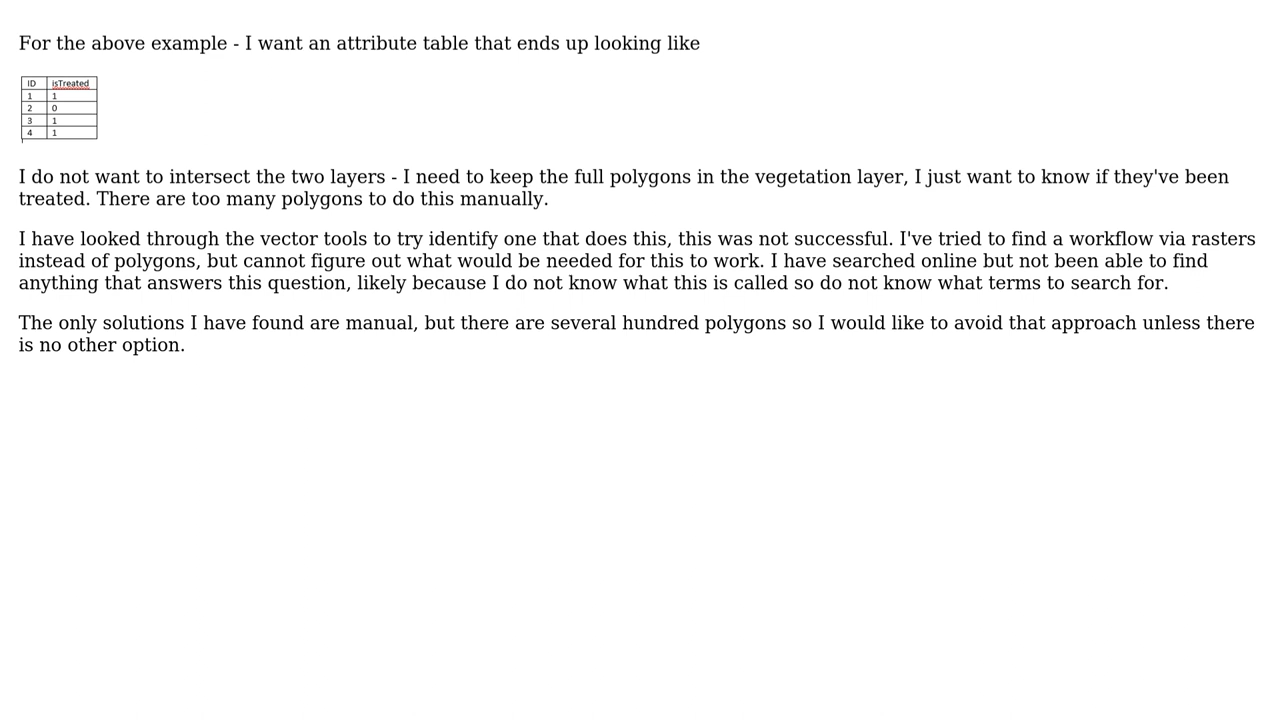 For the above example - I want an attribute table that ends up looking like
ID isTreated
1 1
2 0
3 1
4 1
I do not want to intersect the two layers - I need to keep the full polygons in the vegetation layer, I just want to know if they've been
treated. There are too many polygons to do this manually.
I have looked through the vector tools to try identify one that does this, this was not successful. I've tried to find a workflow via rasters
instead of polygons, but cannot figure out what would be needed for this to work. I have searched online but not been able to find
anything that answers this question, likely because I do not know what this is called so do not know what terms to search for.
The only solutions I have found are manual, but there are several hundred polygons so I would like to avoid that approach unless there
is no other option.